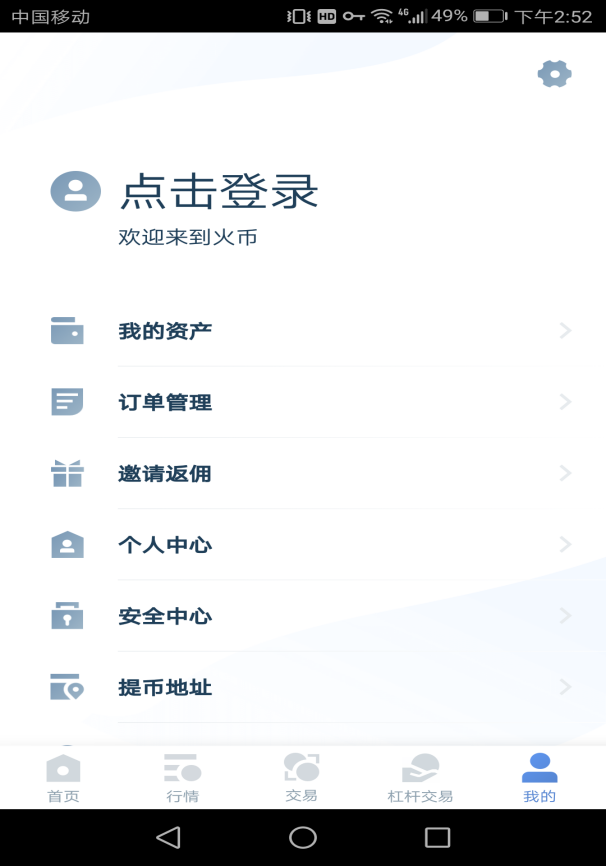 中国移动 HD 4G 49% 下午2:52
点击登录
欢迎来到火币
我的资产
订单管理
邀请返佣
个人中心
安全中心
提币地址
首页 行情 交易 杠杆交易 我的